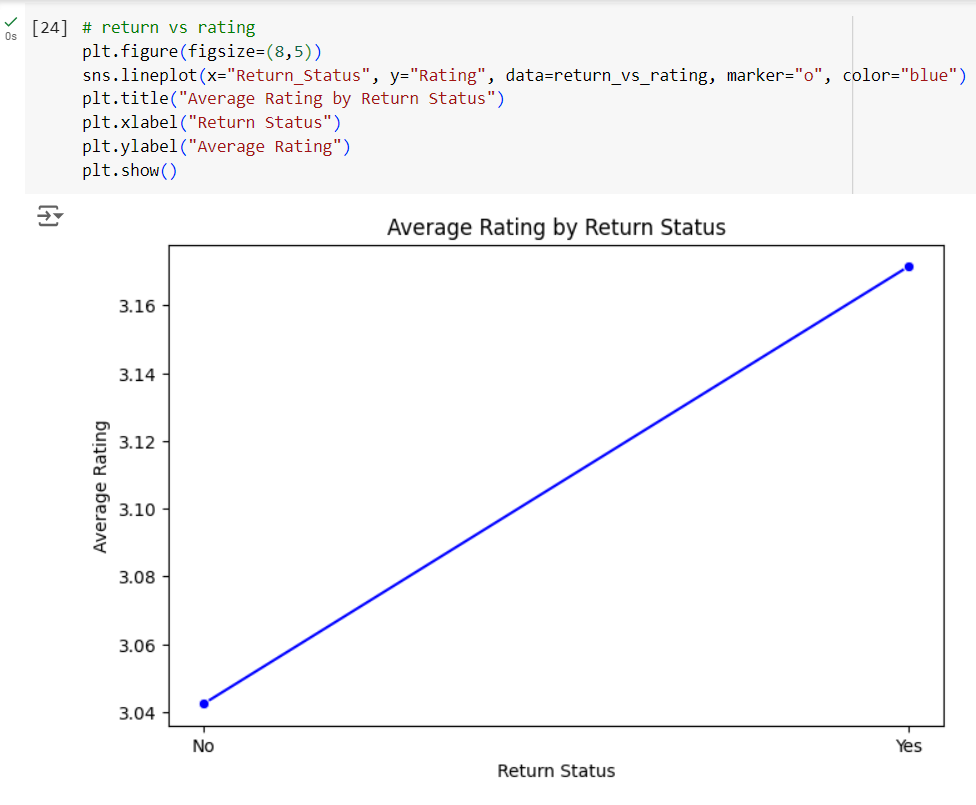 [24] # return vs rating
0s
plt.figure(figsize=(8,5))
sns.lineplot(x="Return_Status", y="Rating", data=return_vs_rating, marker="o", color="blue")
plt.title("Average Rating by Return Status")
plt.xlabel("Return Status")
plt.ylabel("Average Rating")
plt.show()
Average Rating by Return Status
Average Rating
3.16
3.14
3.12
3.10
3.08
3.06
3.04
No Yes
Return Status